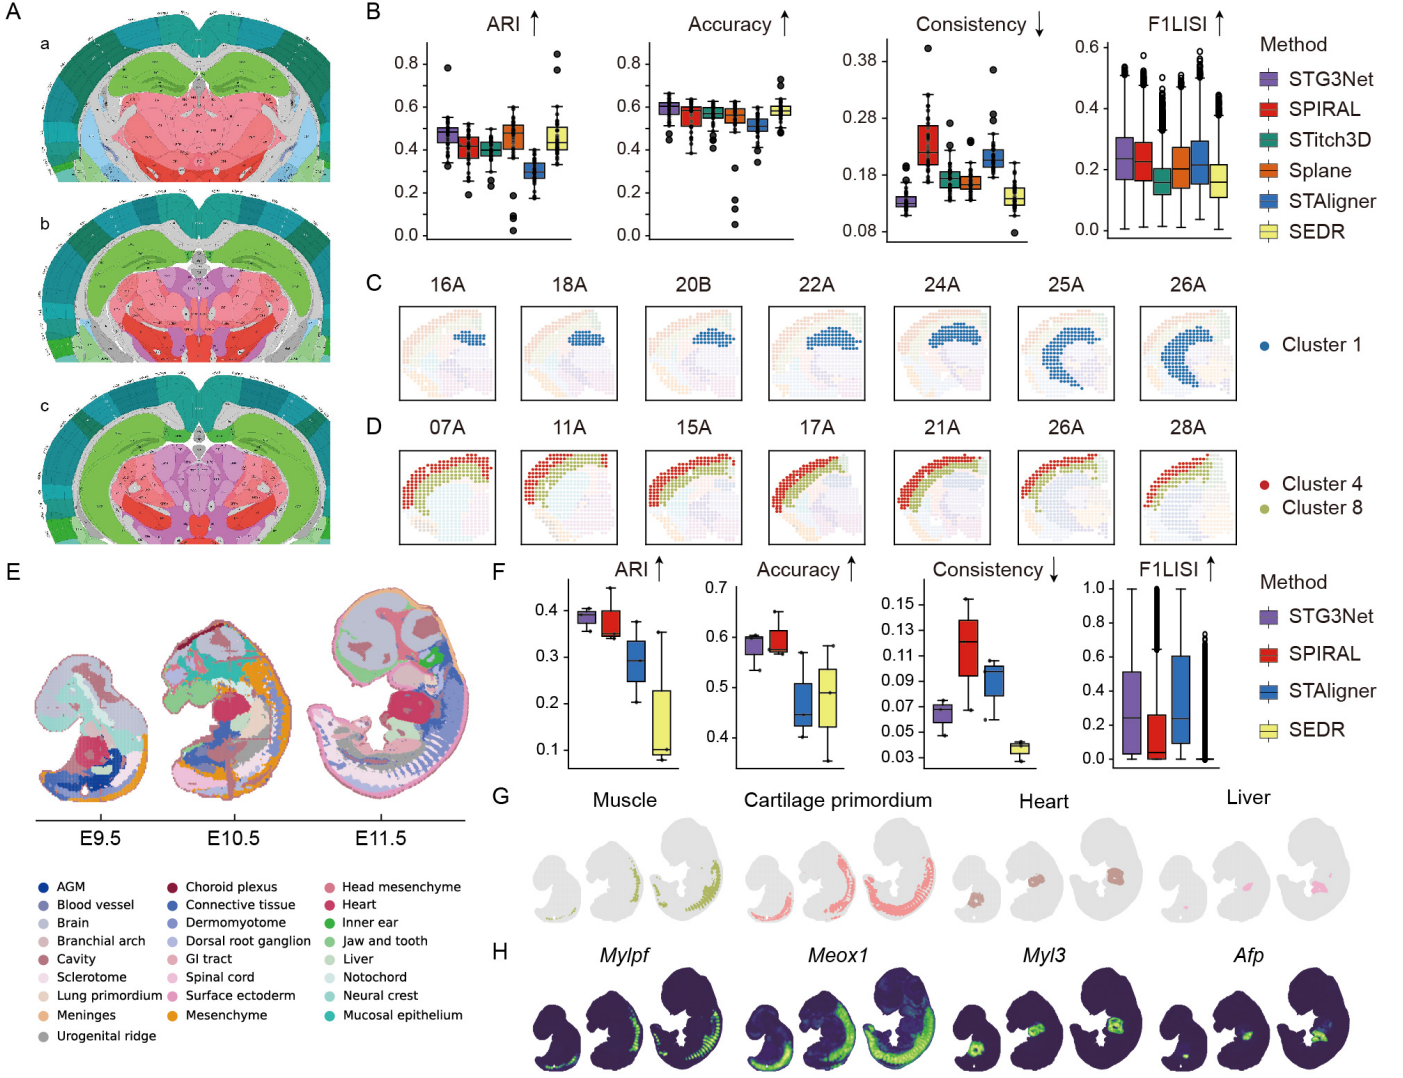 A
a
b
c
B
ARI ↑
Accuracy ↑
Consistency ↓
F1LISI ↑
0.8
0.6
0.4
0.2
0.0
0.8
0.6
0.4
0.2
0.0
0.38
0.28
0.18
0.08
0.6
0.4
0.2
0.0
Method
STG3Net
SPIRAL
STitch3D
Splane
STAligner
SEDR
C
16A 18A 20B 22A 24A 25A 26A
Cluster 1
D
07A 11A 15A 17A 21A 26A 28A
Cluster 4
Cluster 8
E
E9.5 E10.5 E11.5
AGM
Blood vessel
Brain
Branchial arch
Cavity
Sclerotome
Lung primordium
Meninges
Urogenital ridge
Choroid plexus
Connective tissue
Dermomyotome
Dorsal root ganglion
GI tract
Spinal cord
Surface ectoderm
Mesenchyme
Head mesenchyme
Heart
Inner ear
Jaw and tooth
Liver
Notochord
Neural crest
Mucosal epithelium
F
ARI ↑
Accuracy ↑
Consistency ↓
F1LISI ↑
0.4
0.3
0.2
0.1
0.7
0.6
0.5
0.4
0.15
0.13
0.11
0.09
0.07
0.05
0.03
1.0
0.8
0.6
0.4
0.2
0.0
Method
STG3Net
SPIRAL
STAligner
SEDR
G
Muscle
Cartilage primordium
Heart
Liver
H
Mylpf
Meox1
Myl3
Afp